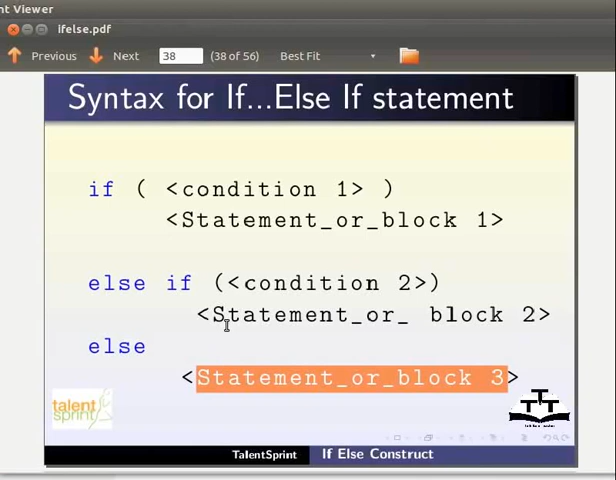 nt Viewer
ifelse.pdf
Previous Next 38 (38 of 56) Best Fit
Syntax for If...Else If statement
if ( <condition 1> )
<Statement_or_block 1>
else if (<condition 2>)
<Statement_or_ block 2>
else
<Statement_or_block 3>
talent
sprint
TTT
TalentSprint If Else Construct